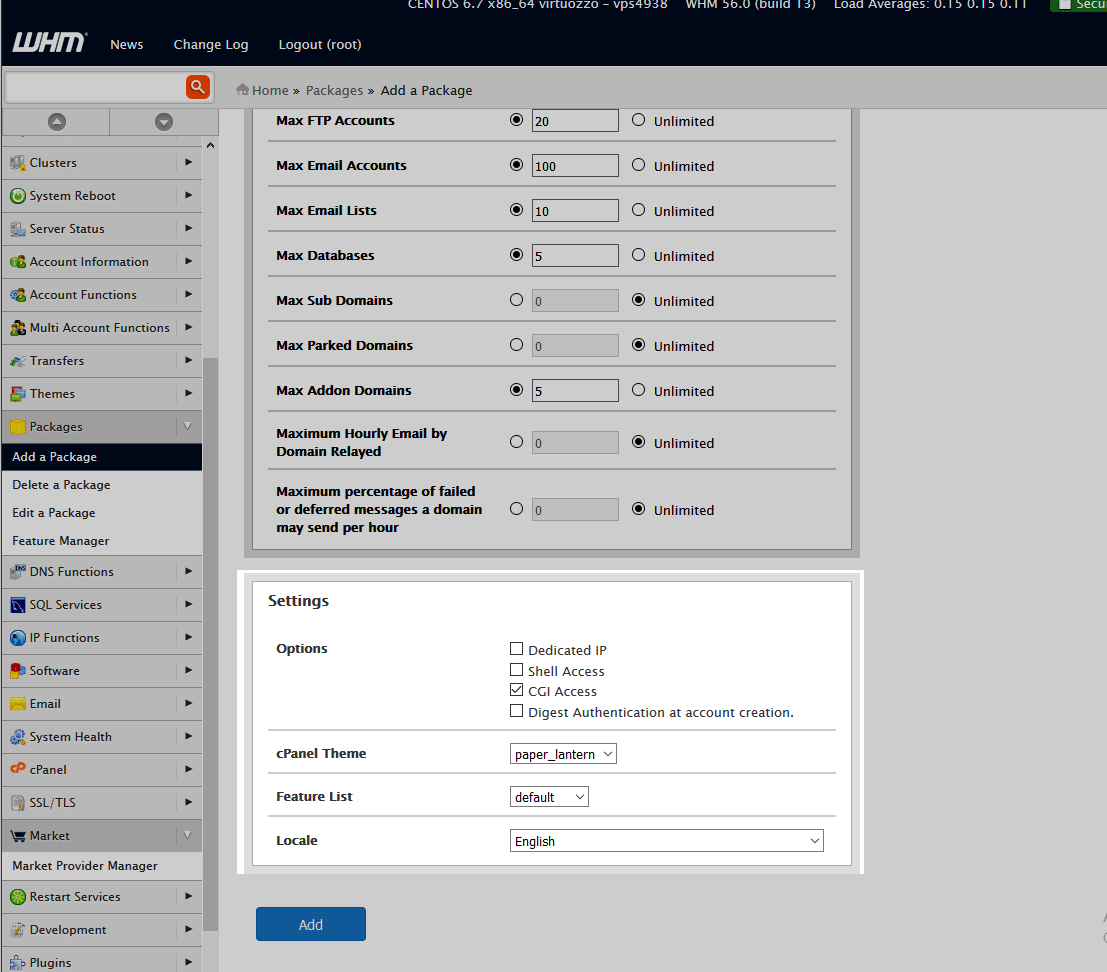 CENTOS 6.7 x86_64 virtuozzo – vps4938 WHM 56.0 (build 13) Load Averages: 0.15 0.15 0.11
WHM News Change Log Logout (root)
Home » Packages » Add a Package
Clusters
System Reboot
Server Status
Account Information
Account Functions
Multi Account Functions
Transfers
Themes
Packages
Add a Package
Delete a Package
Edit a Package
Feature Manager
DNS Functions
SQL Services
IP Functions
Software
Email
System Health
cPanel
SSL/TLS
Market
Market Provider Manager
Restart Services
Development
Plugins
Max FTP Accounts 20 Unlimited
Max Email Accounts 100 Unlimited
Max Email Lists 10 Unlimited
Max Databases 5 Unlimited
Max Sub Domains 0 Unlimited
Max Parked Domains 0 Unlimited
Max Addon Domains 5 Unlimited
Maximum Hourly Email by
Domain Relayed 0 Unlimited
Maximum percentage of failed
or deferred messages a domain 0 Unlimited
may send per hour
Settings
Options Dedicated IP
Shell Access
CGI Access
Digest Authentication at account creation.
cPanel Theme paper_lantern
Feature List default
Locale English
Add